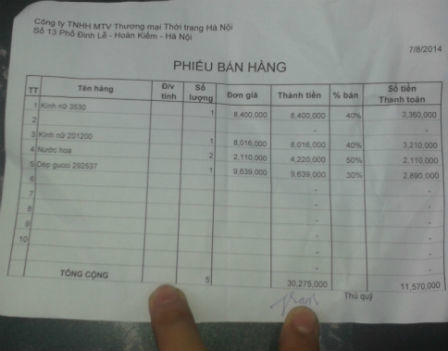 Công ty TNHH MTV Thương mại Thời trang Hà Nội
Số 13 Phố Đinh Lễ - Hoàn Kiếm - Hà Nội
7/8/2014
PHIẾU BÁN HÀNG
TT Tên hàng Đ/v tính Số lượng Đơn giá Thành tiền % bán Số tiền Thanh toán
1 Kính nữ 3530 1 8,400,000 8,400,000 40% 3,360,000
2 - -
3 Kính nữ 201200 1 8,016,000 8,016,000 40% 3,210,000
4 Nước hoa 2 2,110,000 4,220,000 50% 2,110,000
5 Dép gucci 292537 1 9,639,000 9,639,000 30% 2,890,000
6 - -
7 - -
8 - -
9 - -
10 - -
- -
TỔNG CỘNG 5 30,275,000 11,570,000
Thủ quỹ